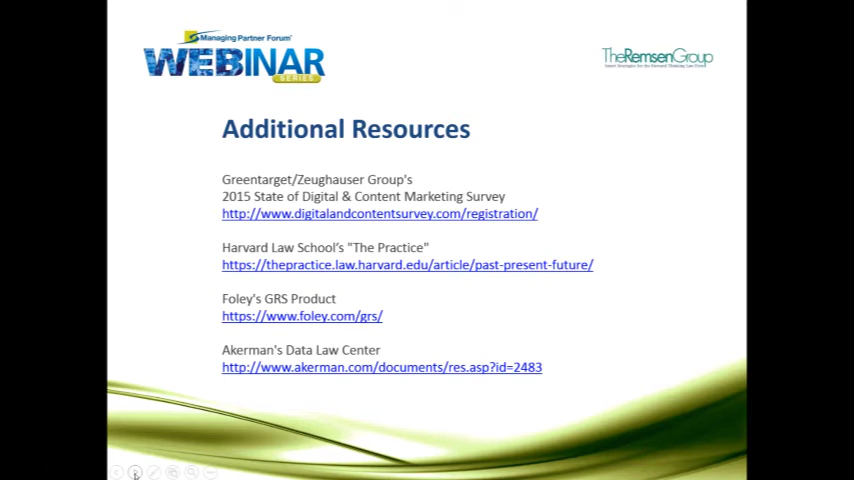 Managing Partner Forum
WEBINAR
SERIES
TheRemsenGroup
Additional Resources
Greentarget/Zeughauser Group's
2015 State of Digital & Content Marketing Survey
http://www.digitalandcontentsurvey.com/registration/
Harvard Law School's "The Practice"
https://thepractice.law.harvard.edu/article/past-present-future/
Foley's GRS Product
https://www.foley.com/grs/
Akerman's Data Law Center
http://www.akerman.com/documents/res.asp?id=2483